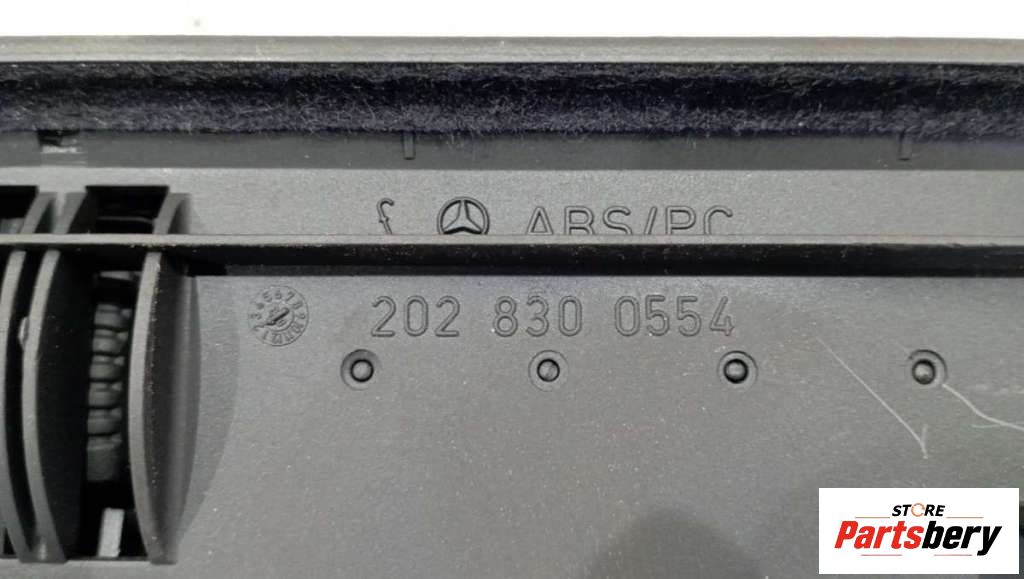 ABS/PC
202 830 0554
STORE
Partsbery